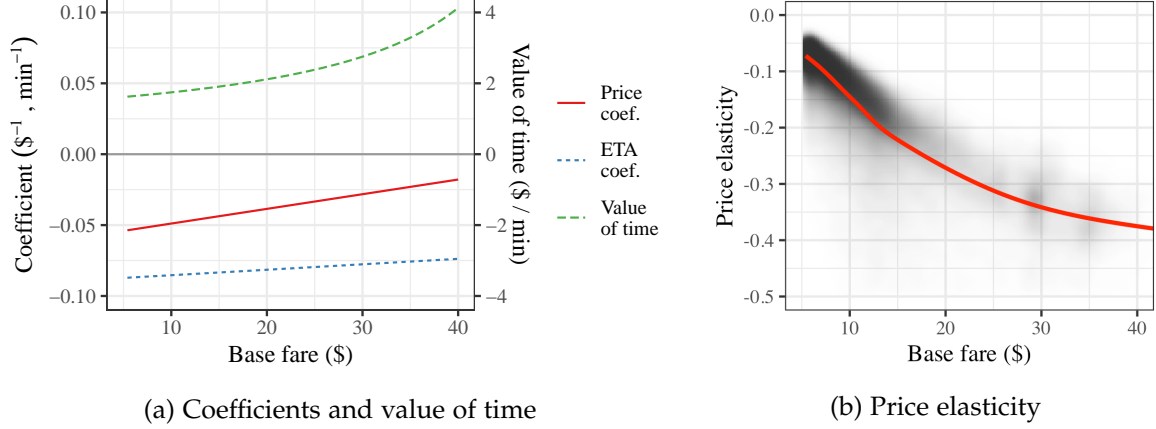 0.10
0.05
0.00
−0.05
−0.10
Coefficient ($⁻¹ , min⁻¹)
4
2
0
−2
−4
Value of time ($ / min)
10
20
30
40
Base fare ($)
Price
coef.
ETA
coef.
Value
of time
(a) Coefficients and value of time
0.0
-0.1
-0.2
-0.3
-0.4
-0.5
Price elasticity
10
20
30
40
Base fare ($)
(b) Price elasticity